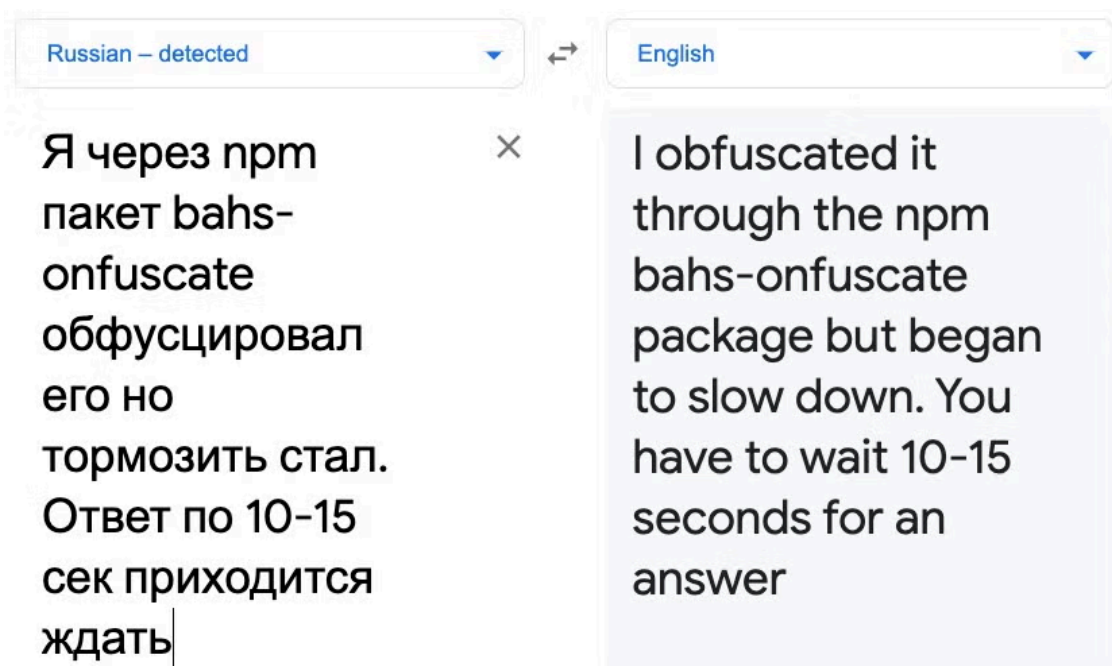 Russian – detected
English
Я через npm
пакет bahs-
onfuscate
обфусцировал
его но
тормозить стал.
Ответ по 10-15
сек приходится
ждать
I obfuscated it
through the npm
bahs-onfuscate
package but began
to slow down. You
have to wait 10-15
seconds for an
answer